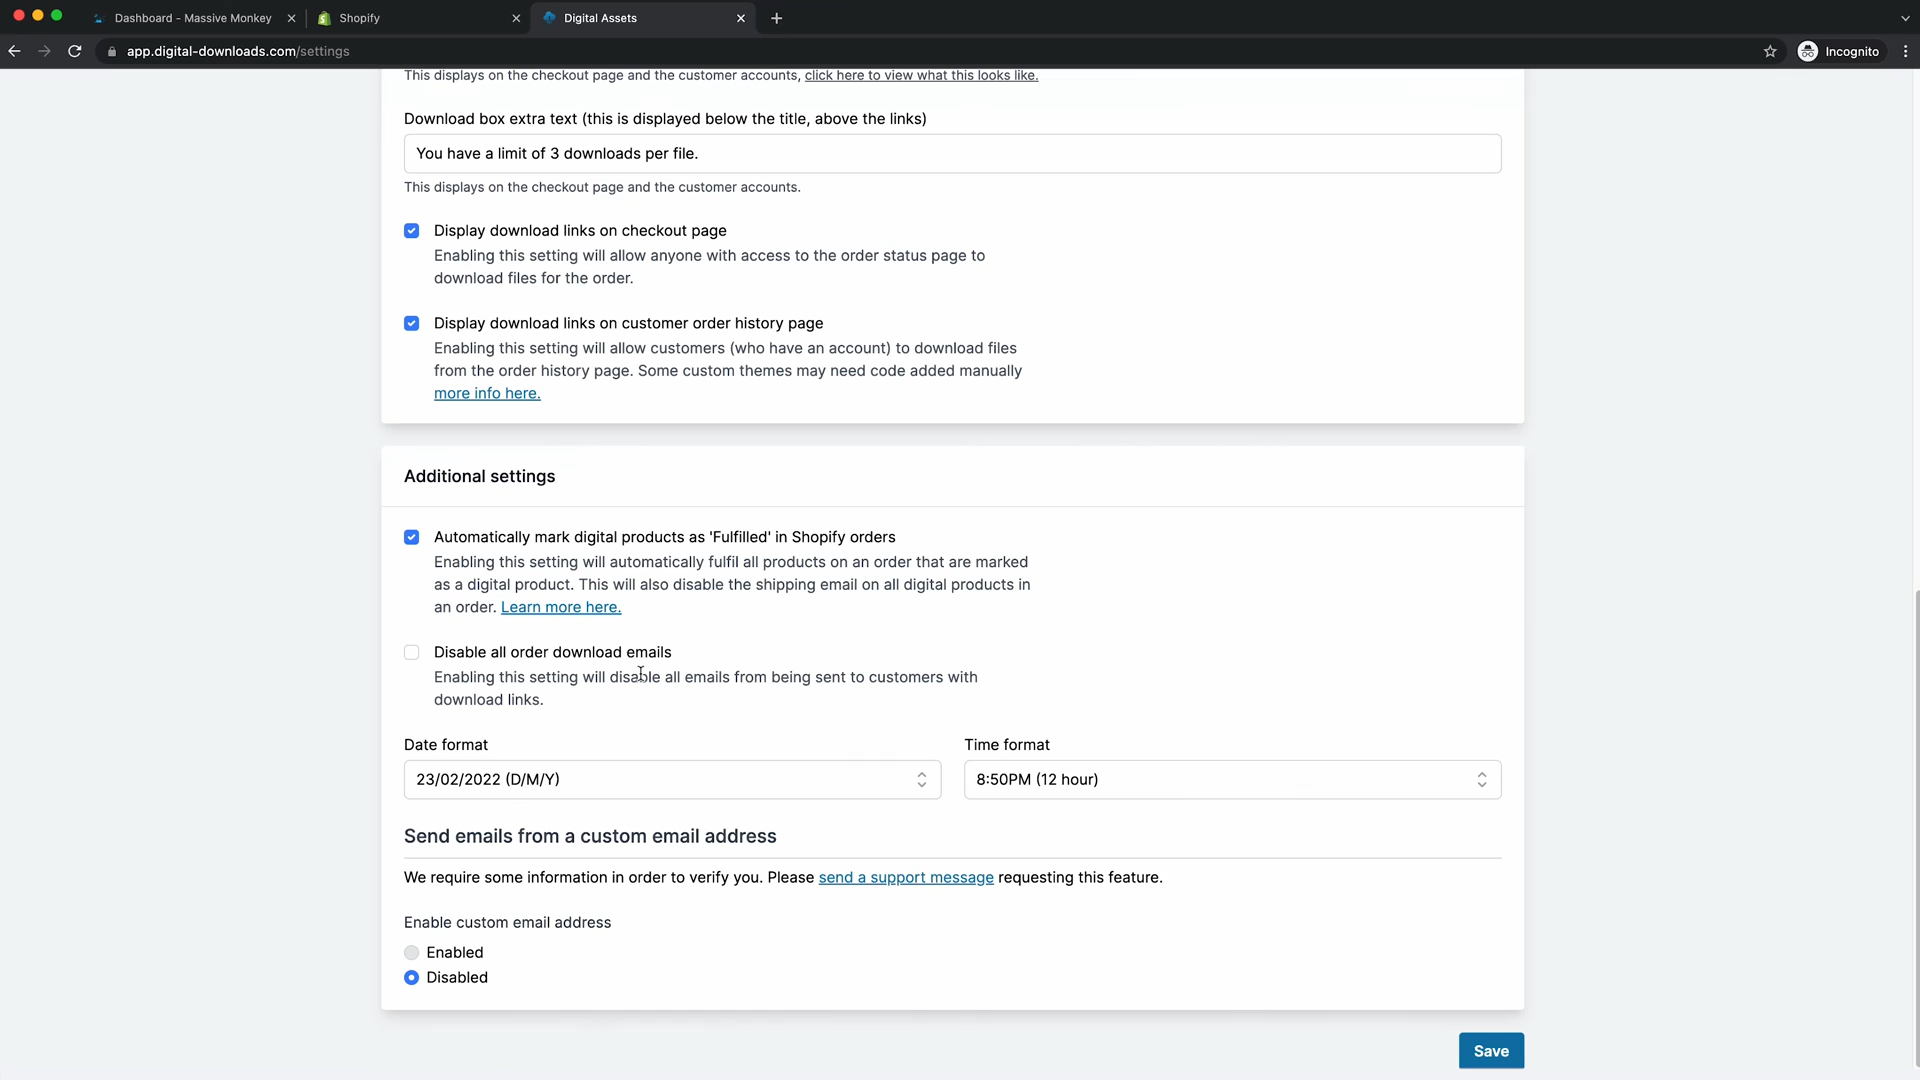 Dashboard - Massive Monkey
Shopify
Digital Assets
app.digital-downloads.com/settings
Incognito
This displays on the checkout page and the customer accounts, click here to view what this looks like.
Download box extra text (this is displayed below the title, above the links)
You have a limit of 3 downloads per file.
This displays on the checkout page and the customer accounts.
Display download links on checkout page
Enabling this setting will allow anyone with access to the order status page to
download files for the order.
Display download links on customer order history page
Enabling this setting will allow customers (who have an account) to download files
from the order history page. Some custom themes may need code added manually
more info here.
Additional settings
Automatically mark digital products as 'Fulfilled' in Shopify orders
Enabling this setting will automatically fulfil all products on an order that are marked
as a digital product. This will also disable the shipping email on all digital products in
an order. Learn more here.
Disable all order download emails
Enabling this setting will disable all emails from being sent to customers with
download links.
Date format
Time format
23/02/2022 (D/M/Y)
8:50PM (12 hour)
Send emails from a custom email address
We require some information in order to verify you. Please send a support message requesting this feature.
Enable custom email address
Enabled
Disabled
Save